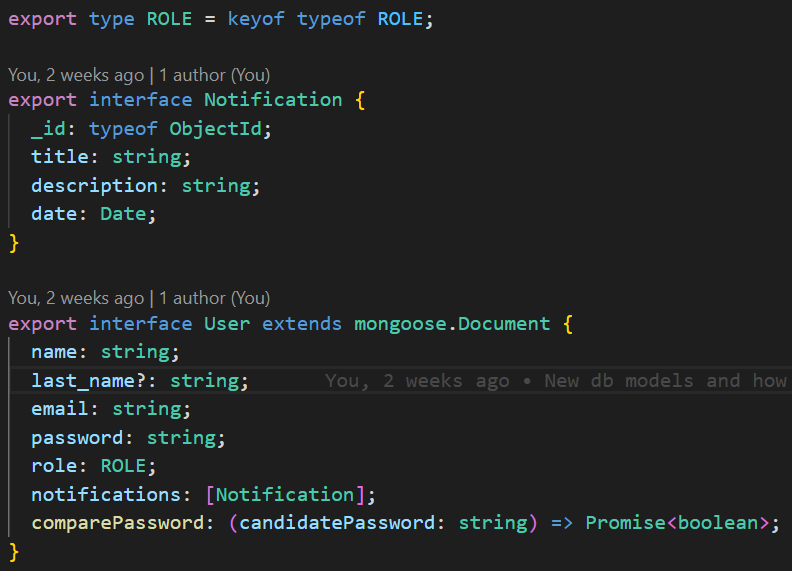 export type ROLE = keyof typeof ROLE;
You, 2 weeks ago | 1 author (You)
export interface Notification {
_id: typeof ObjectId;
title: string;
description: string;
date: Date;
}
You, 2 weeks ago | 1 author (You)
export interface User extends mongoose.Document {
name: string;
last_name?: string; You, 2 weeks ago • New db models and how
email: string;
password: string;
role: ROLE;
notifications: [Notification];
comparePassword: (candidatePassword: string) => Promise<boolean>;
}